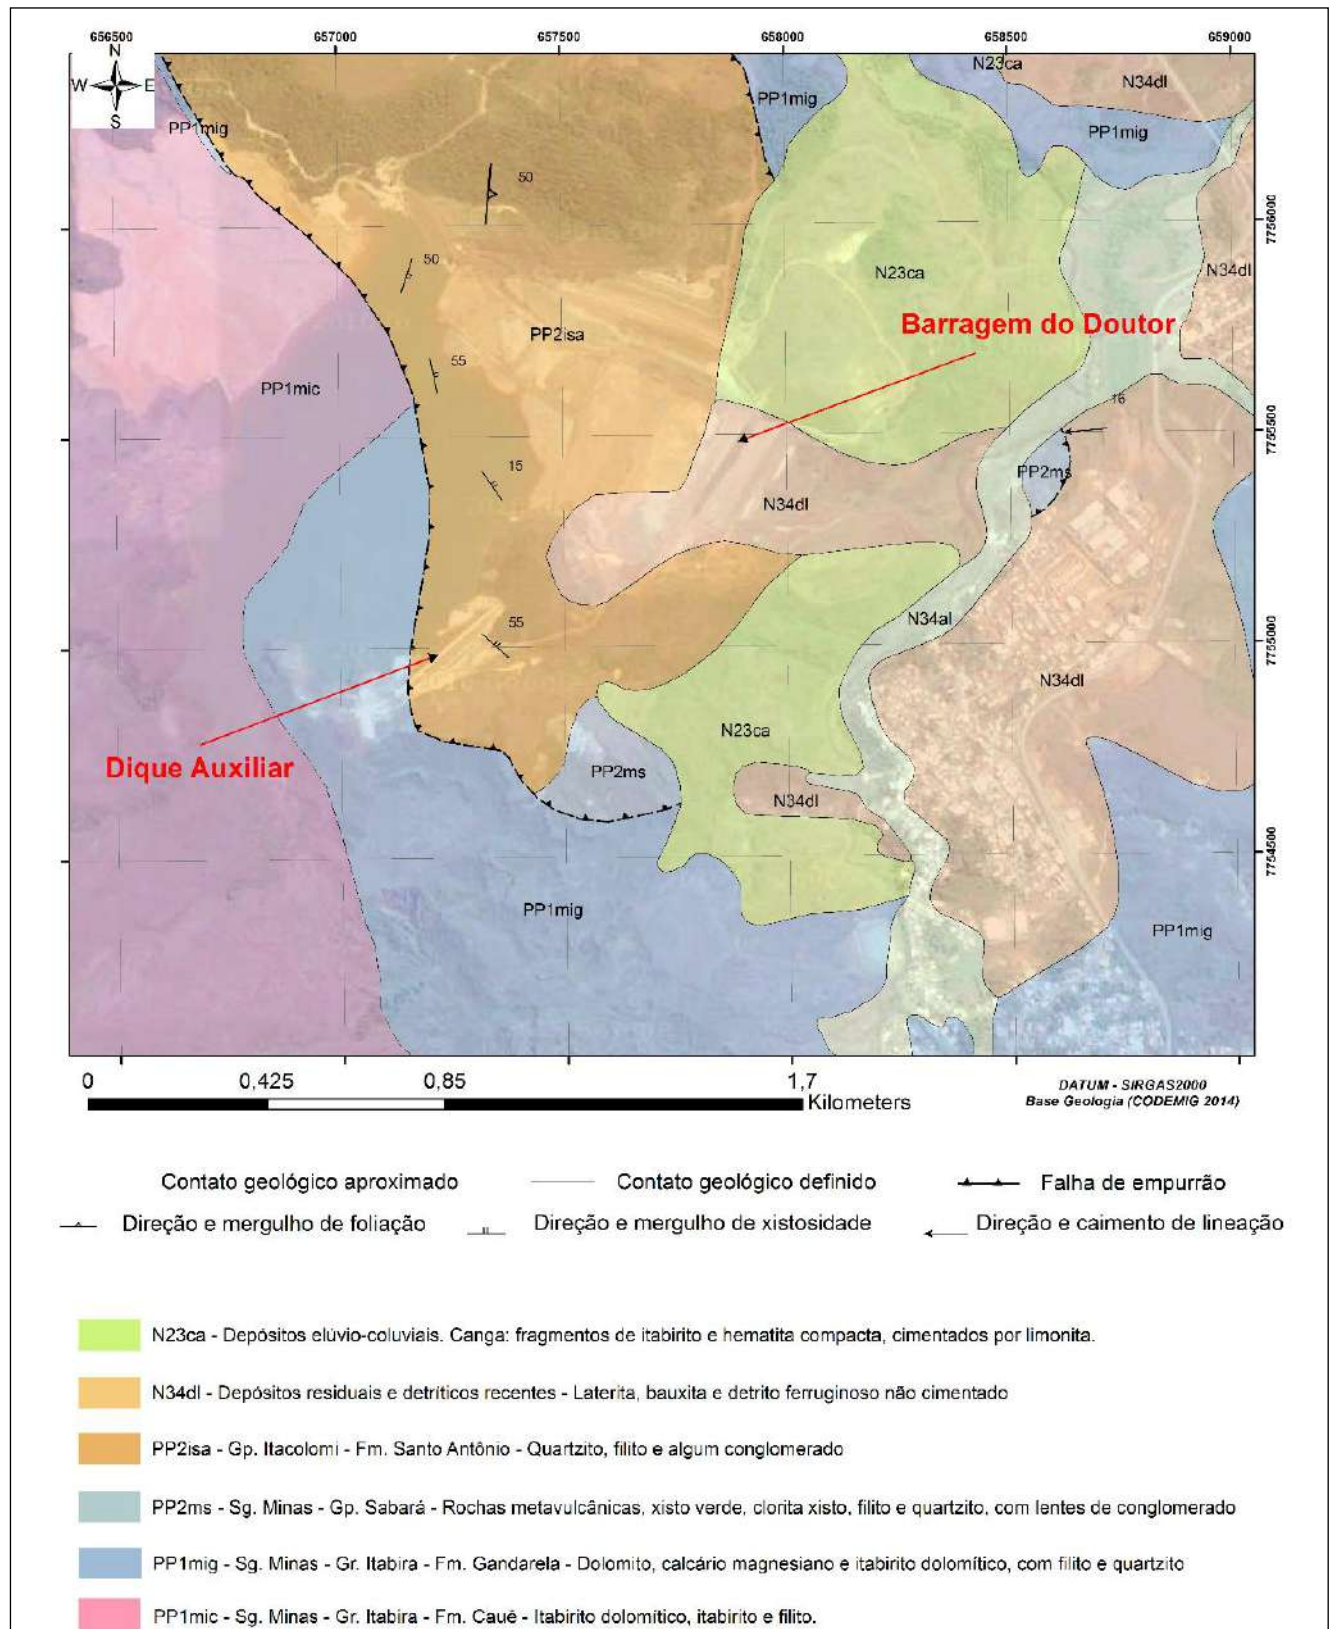 656500 657000 657500 658000 658500 659000
N
W E
S
N23ca
N34dl
PP1mig
PP1mig
PP1mig
50
7756000
50
N23ca
N34dl
Barragem do Doutor
PP2isa
55
PP1mic
16
7755500
15
PP2ms
N34dl
N34al
55
7755000
N34dl
N23ca
Dique Auxiliar
PP2ms
N34dl
7754500
PP1mig
PP1mig
0 0,425 0,85 1,7
Kilometers
DATUM - SIRGAS2000
Base Geologia (CODEMIG 2014)
Contato geológico aproximado Contato geológico definido Falha de empurrão
Direção e mergulho de foliação Direção e mergulho de xistosidade Direção e caimento de lineação
N23ca - Depósitos elúvio-coluviais. Canga: fragmentos de itabirito e hematita compacta, cimentados por limonita.
N34dl - Depósitos residuais e detríticos recentes - Laterita, bauxita e detrito ferruginoso não cimentado
PP2isa - Gp. Itacolomi - Fm. Santo Antônio - Quartzito, filito e algum conglomerado
PP2ms - Sg. Minas - Gp. Sabará - Rochas metavulcânicas, xisto verde, clorita xisto, filito e quartzito, com lentes de conglomerado
PP1mig - Sg. Minas - Gr. Itabira - Fm. Gandarela - Dolomito, calcário magnesiano e itabirito dolomítico, com filito e quartzito
PP1mic - Sg. Minas - Gr. Itabira - Fm. Cauê - Itabirito dolomítico, itabirito e filito.